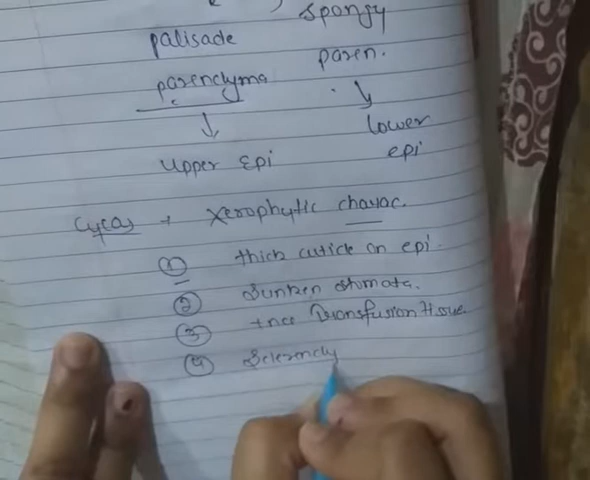 spongy
palisade paren.
parenchyma
lower
Upper Epi epi
Cycas → Xerophytic charac.
① thick cuticle on epi.
② Sunken stomata.
③ +nce Transfusion tissue.
④ Sclerenchy